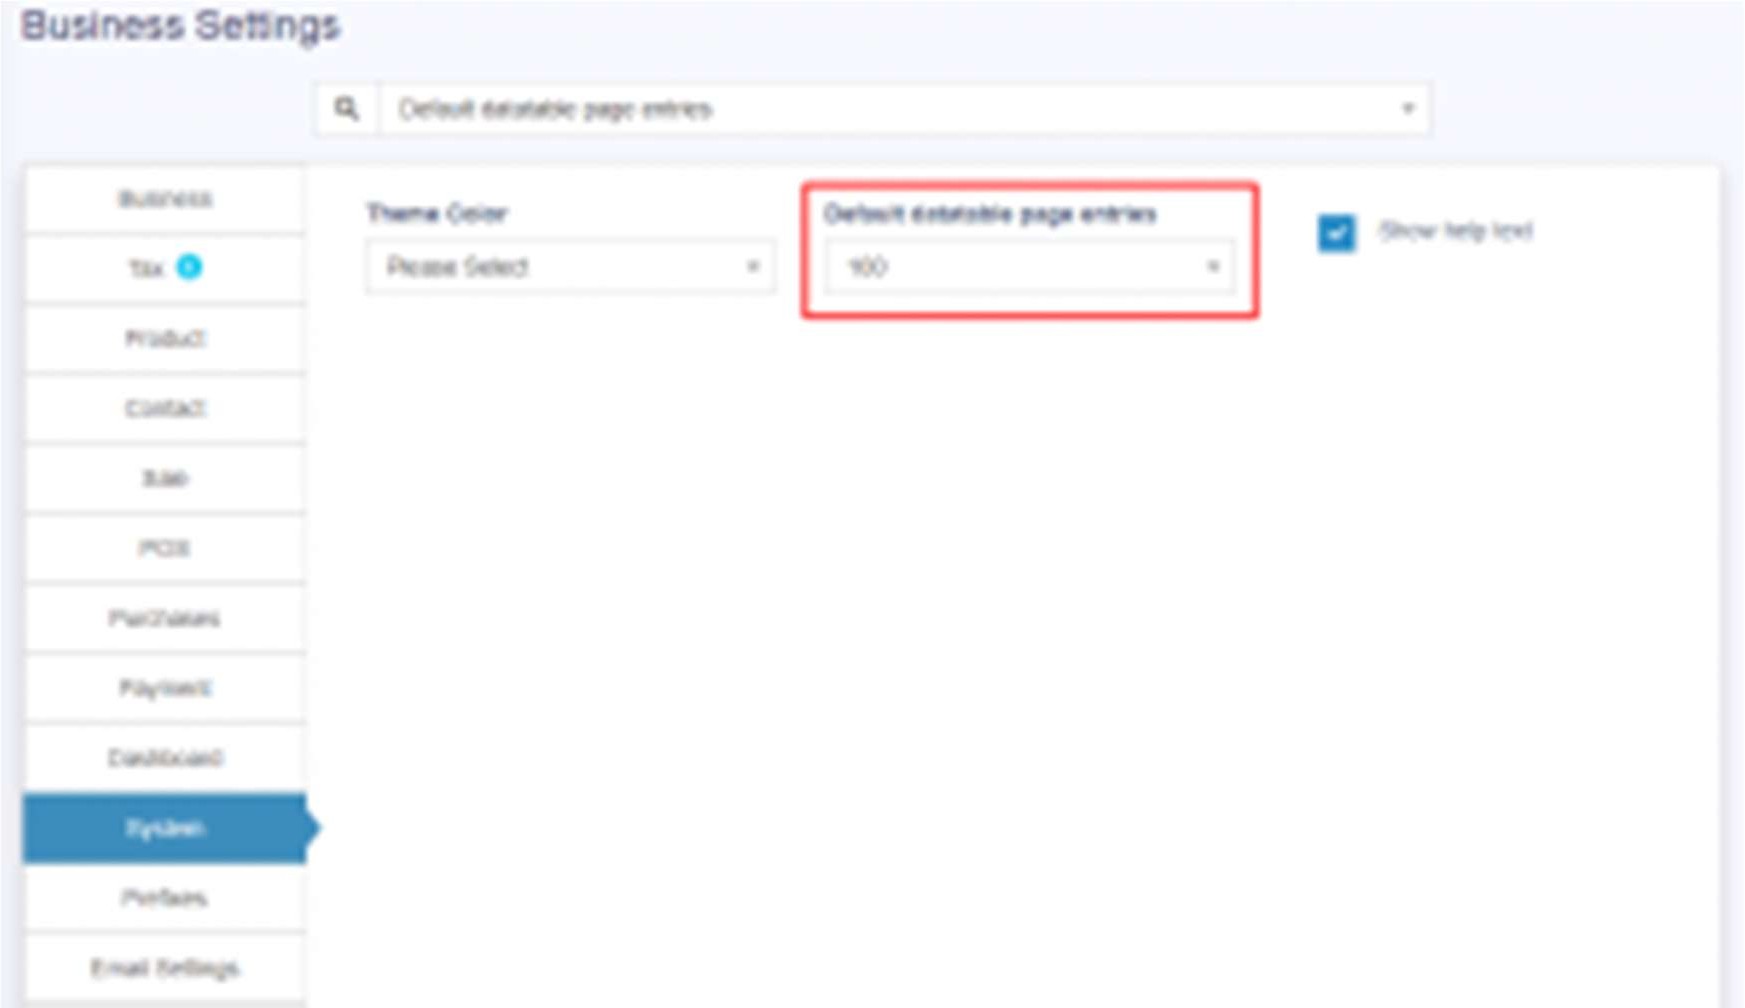 Business Settings
Default datatable page entries
Business
Theme Color
Default datatable page entries
Show help text
Tax
Please Select
100
Product
Contact
Sale
POS
Purchases
Payment
Dashboard
System
Prefixes
Email Settings